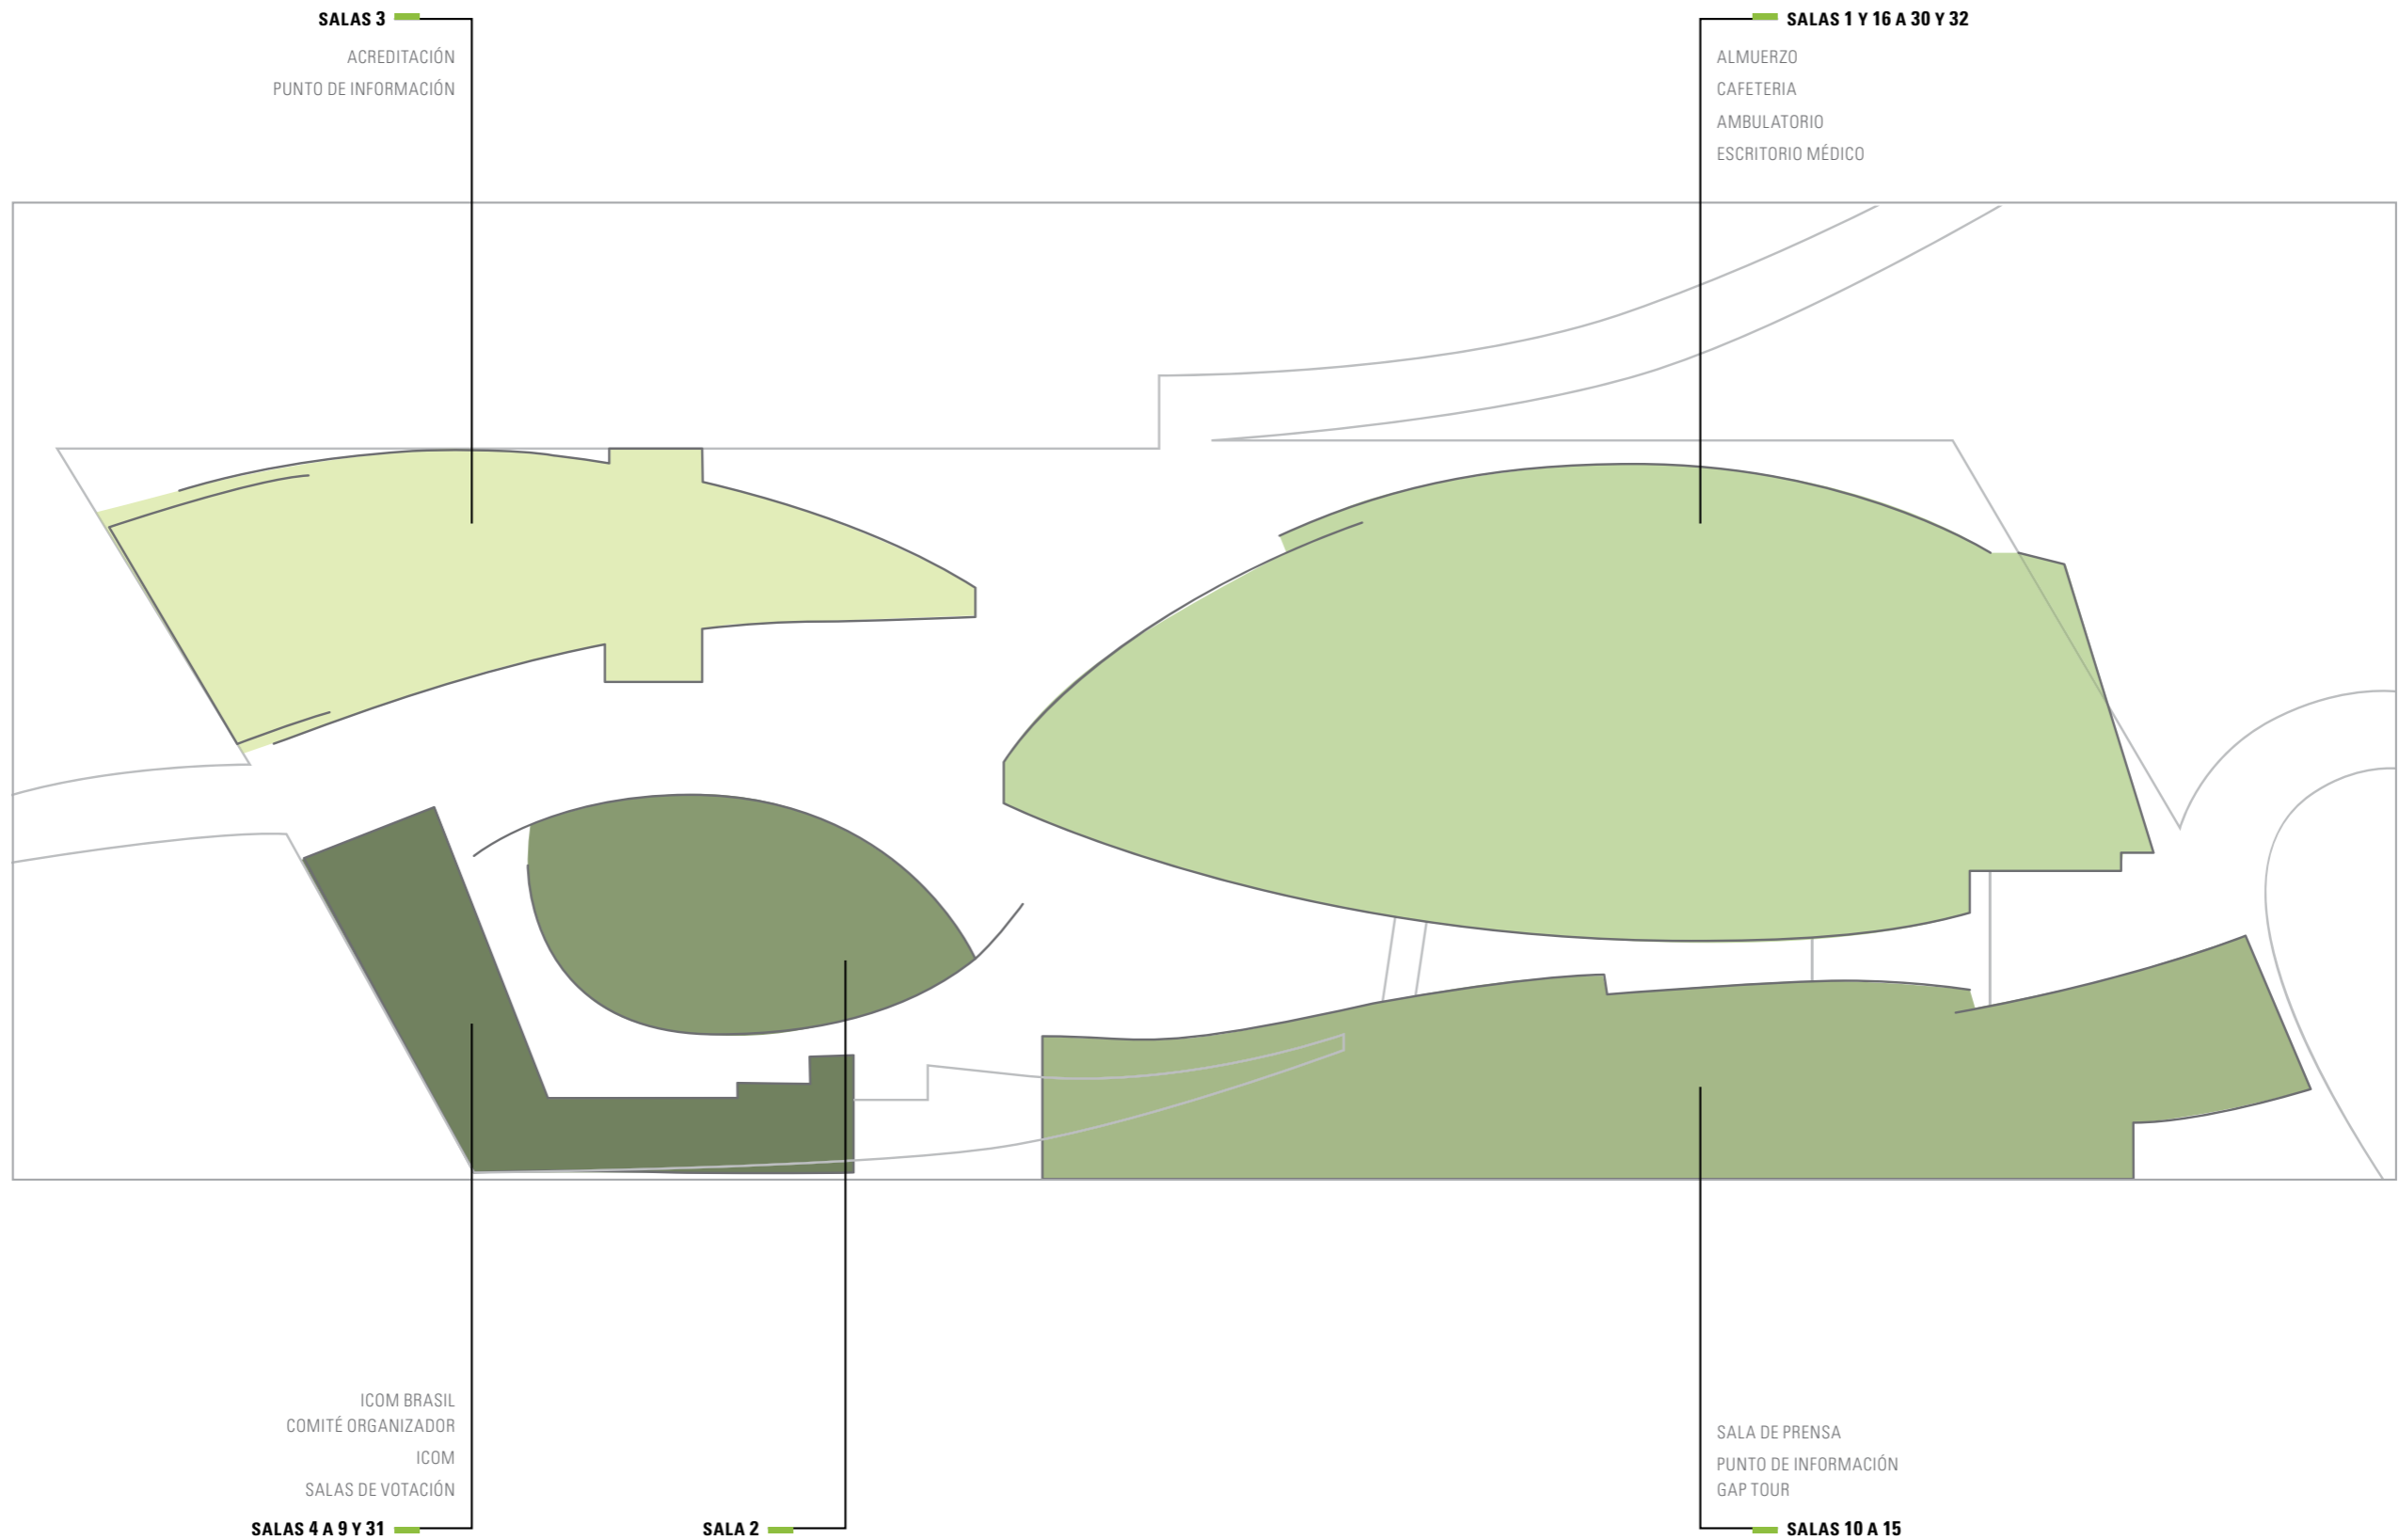 SALAS 3
ACREDITACIÓN
PUNTO DE INFORMACIÓN
SALAS 1 Y 16 A 30 Y 32
ALMUERZO
CAFETERIA
AMBULATORIO
ESCRITORIO MÉDICO
ICOM BRASIL
COMITÉ ORGANIZADOR
ICOM
SALAS DE VOTACIÓN
SALAS 4 A 9 Y 31
SALA 2
SALA DE PRENSA
PUNTO DE INFORMACIÓN
GAP TOUR
SALAS 10 A 15